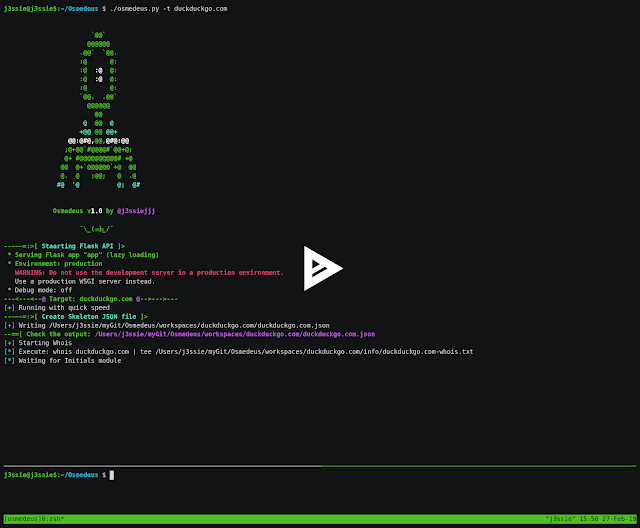 j3ssie@j3ssie$:~/Osmedeus $ ./osmedeus.py -t duckduckgo.com
Osmedeus v1.0 by @j3ssiejjj
-----=:>[ Staarting Flask API ]>
* Serving Flask app "app" (lazy loading)
* Environment: production
WARNING: Do not use the development server in a production environment.
Use a production WSGI server instead.
* Debug mode: off
---<---<--@ Target: duckduckgo.com @-->--->---
[+] Running with quick speed
-----=:>[ Create Skeleton JSON file ]>
[+] Writing /Users/j3ssie/myGit/Osmedeus/workspaces/duckduckgo.com/duckduckgo.com.json
--==[ Check the output: /Users/j3ssie/myGit/Osmedeus/workspaces/duckduckgo.com/duckduckgo.com.json
[+] Starting Whois
[*] Execute: whois duckduckgo.com | tee /Users/j3ssie/myGit/Osmedeus/workspaces/duckduckgo.com/info/duckduckgo.com-whois.txt
[*] Waiting for Initials module
j3ssie@j3ssie$:~/Osmedeus $
[osmedeus]0:zsh* "j3ssie" 15:50 27-Feb-19